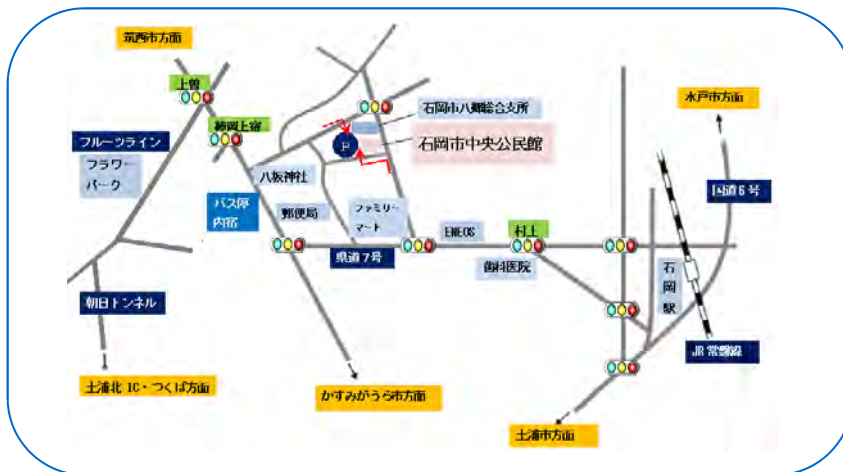 筑西市方面
上曽
柿岡上宿
石岡市八郷総合支所
水戸市方面
フルーツライン
フラワー
パーク
P
石岡市中央公民館
八坂神社
国道6号
バス停
内宿
郵便局
ファミリー
マート
ENEOS
村上
県道7号
歯科医院
石岡駅
朝日トンネル
JR常磐線
土浦北IC・つくば方面
かすみがうら市方面
土浦市方面